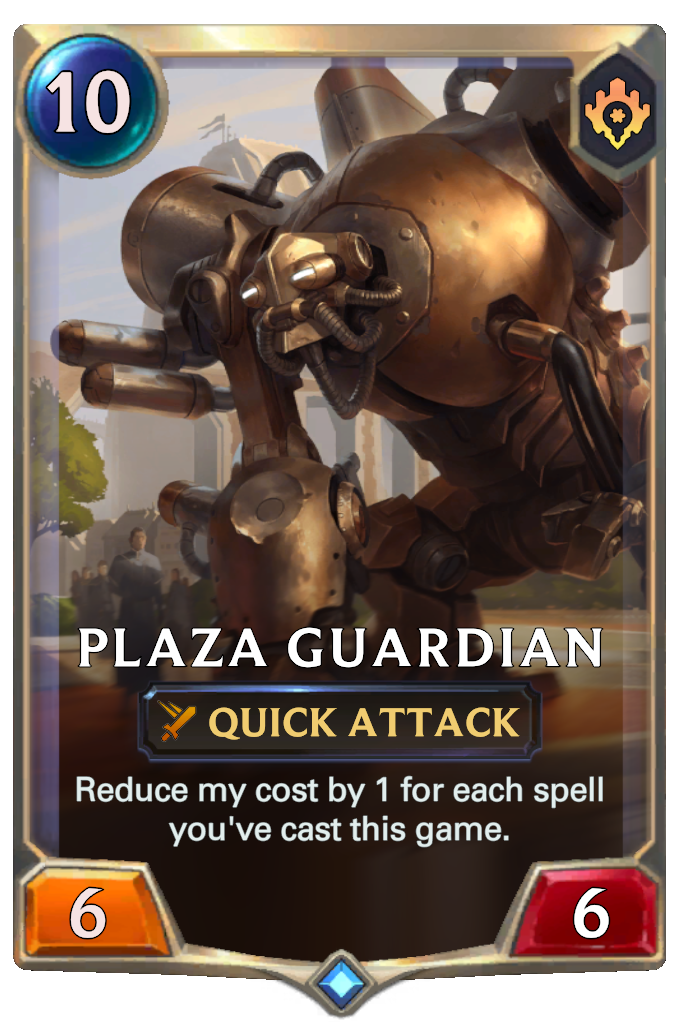 10
PLAZA GUARDIAN
QUICK ATTACK
Reduce my cost by 1 for each spell
you've cast this game.
6 6